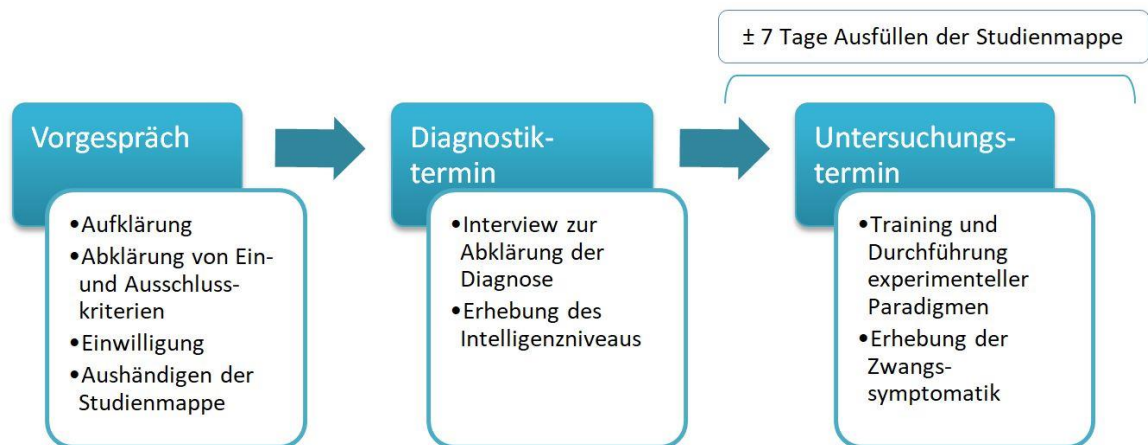 ± 7 Tage Ausfüllen der Studienmappe
Vorgespräch
•Aufklärung
•Abklärung von Ein-
und Ausschluss-
kriterien
•Einwilligung
•Aushändigen der
Studienmappe
Diagnostik-
termin
•Interview zur
Abklärung der
Diagnose
•Erhebung des
Intelligenzniveaus
Untersuchungs-
termin
•Training und
Durchführung
experimenteller
Paradigmen
•Erhebung der
Zwangs-
symptomatik